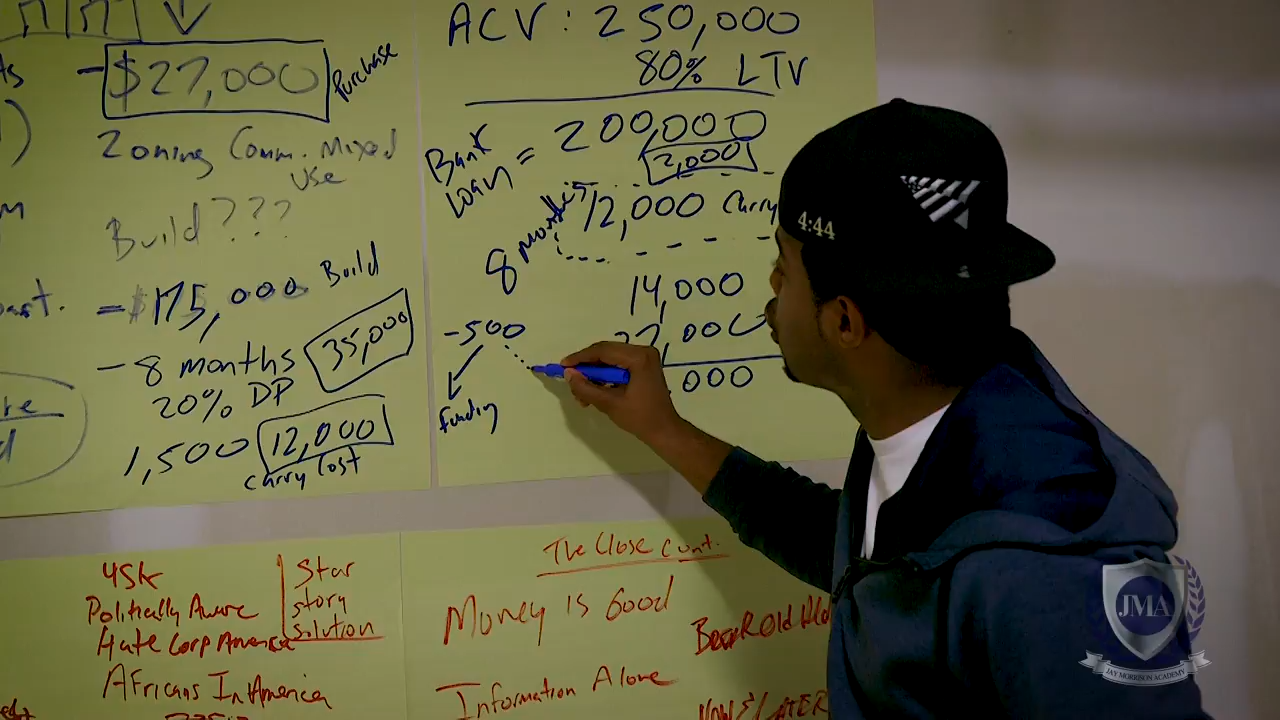 -$27,000 Purchase
Zoning Comm. Mixed
Use
Build???
=$175,000 Build
-8 months 35,000
20% DP
1,500 12,000
carry cost
ACV: 250,000
80% LTV
Bank
Loan = 200,000
2,000
8 months 12,000 Carry
14,000
-500
,000
funding
45k
Politically Aware
Hate Corp America
Africans In America
Star
story
solution
The Close Cont.
Money Is Good
Information Alone
4:44
JMA
JAY MORRISON ACADEMY